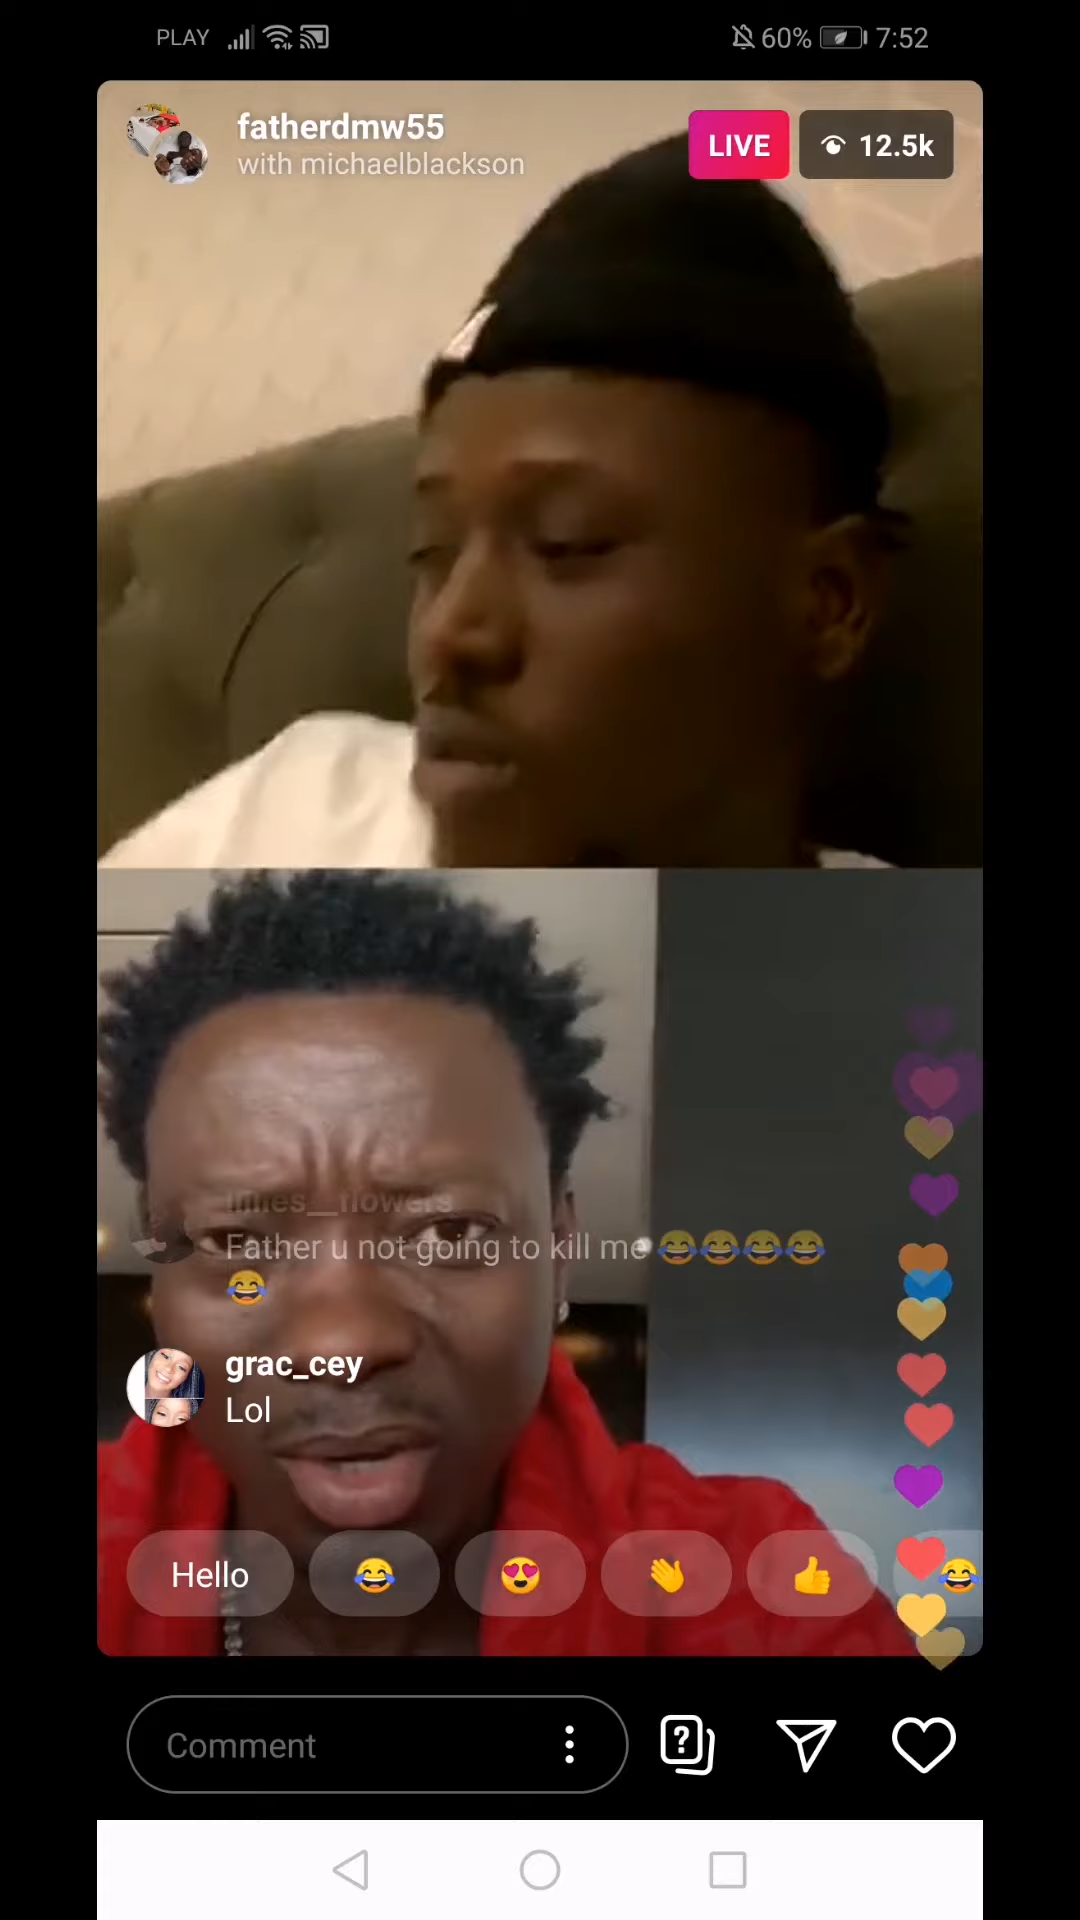 PLAY
60%
7:52
fatherdmw55
with michaelblackson
LIVE
12.5k
Father u not going to kill me 😂😂😂😂
😂
grac_cey
Lol
Hello
Comment